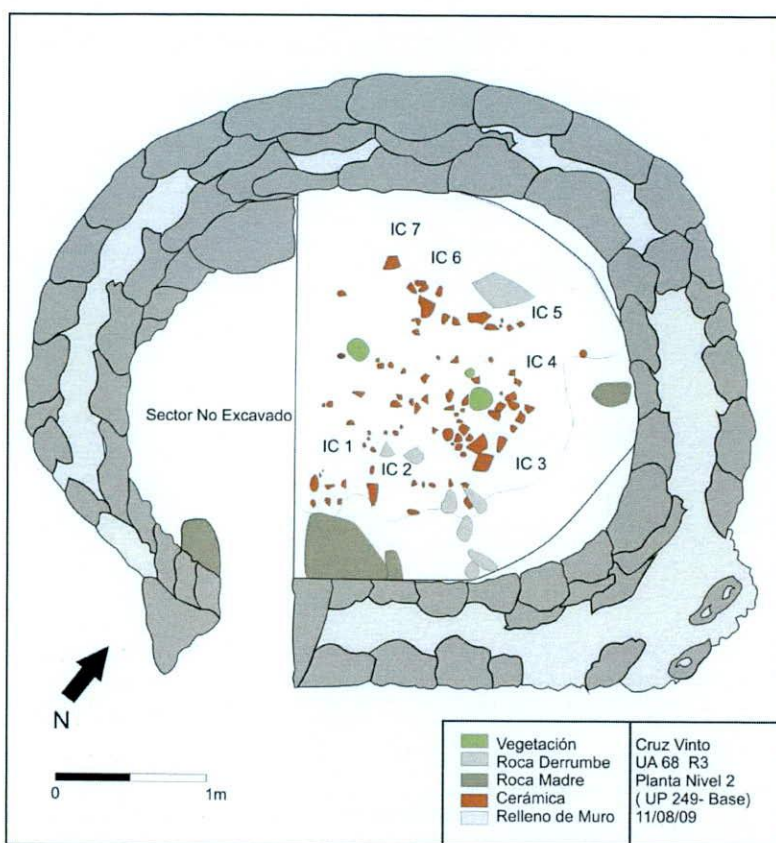 IC 7
IC 6
IC 5
IC 4
Sector No Excavado
IC 1
IC 2
IC 3
N
0 1m
Vegetación
Roca Derrumbe
Roca Madre
Cerámica
Relleno de Muro
Cruz Vinto
UA 68 R3
Planta Nivel 2
( UP 249- Base)
11/08/09